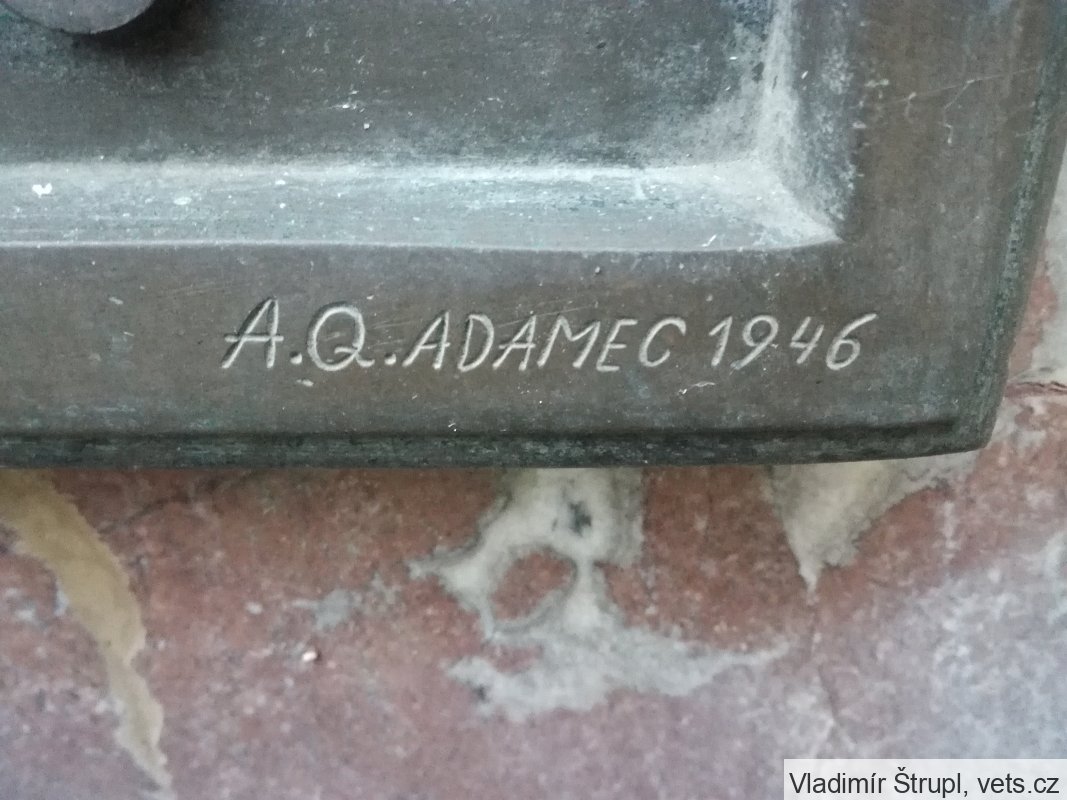 A.Q.ADAMEC 1946
Vladimír Štrupl, vets.cz